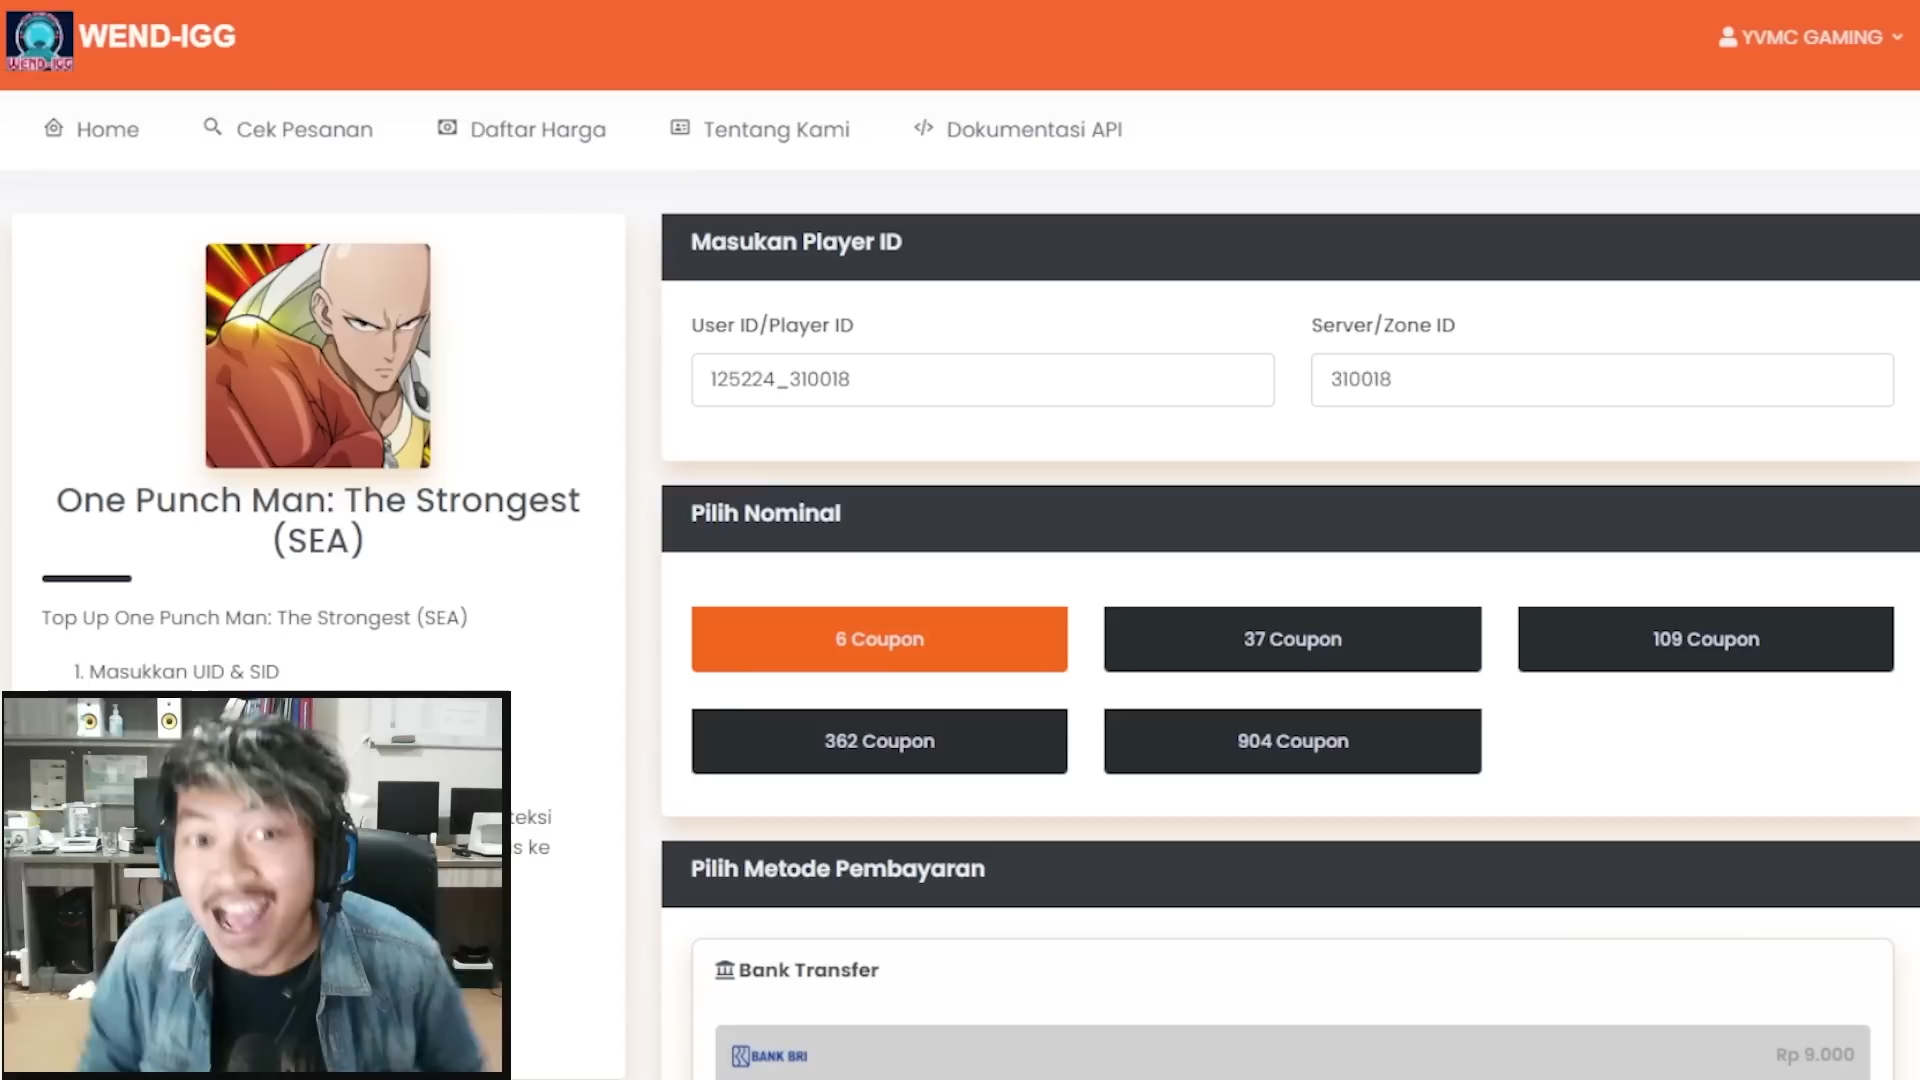 WEND-IGG
WEND-IGG
YVMC GAMING
Home
Cek Pesanan
Daftar Harga
Tentang Kami
Dokumentasi API
One Punch Man: The Strongest
(SEA)
Top Up One Punch Man: The Strongest (SEA)
1. Masukkan UID & SID
teksi
s ke
Masukan Player ID
User ID/Player ID
Server/Zone ID
125224_310018
310018
Pilih Nominal
6 Coupon
37 Coupon
109 Coupon
362 Coupon
904 Coupon
Pilih Metode Pembayaran
Bank Transfer
BANK BRI
Rp 9.000